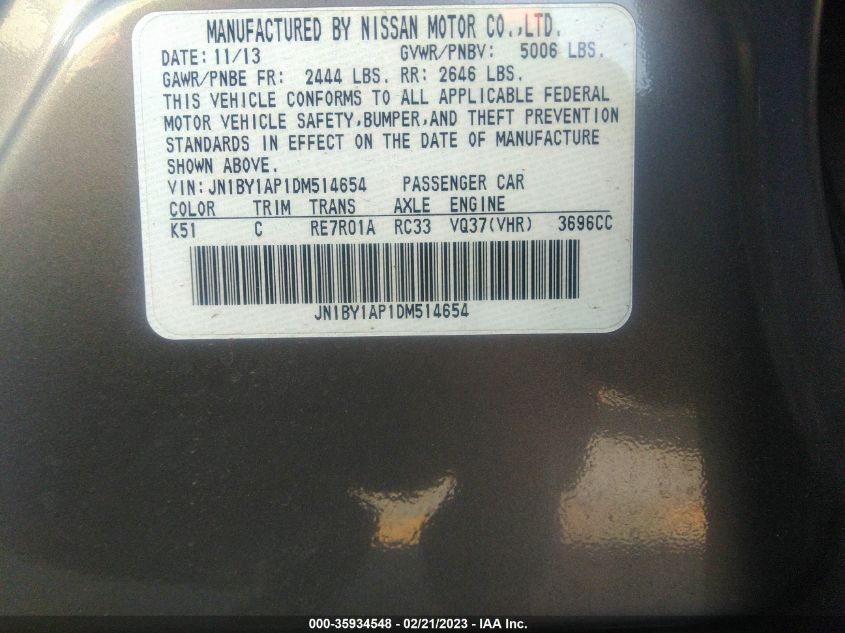 MANUFACTURED BY NISSAN MOTOR CO.,LTD.
DATE: 11/13 GVWR/PNBV: 5006 LBS.
GAWR/PNBE FR: 2444 LBS. RR: 2646 LBS.
THIS VEHICLE CONFORMS TO ALL APPLICABLE FEDERAL
MOTOR VEHICLE SAFETY,BUMPER,AND THEFT PREVENTION
STANDARDS IN EFFECT ON THE DATE OF MANUFACTURE
SHOWN ABOVE.
VIN:JN1BY1AP1DM514654 PASSENGER CAR
COLOR TRIM TRANS AXLE ENGINE
K51 C RE7R01A RC33 VQ37(VHR) 3696CC
JN1BY1AP1DM514654
000-35934548 - 02/21/2023 - IAA Inc.